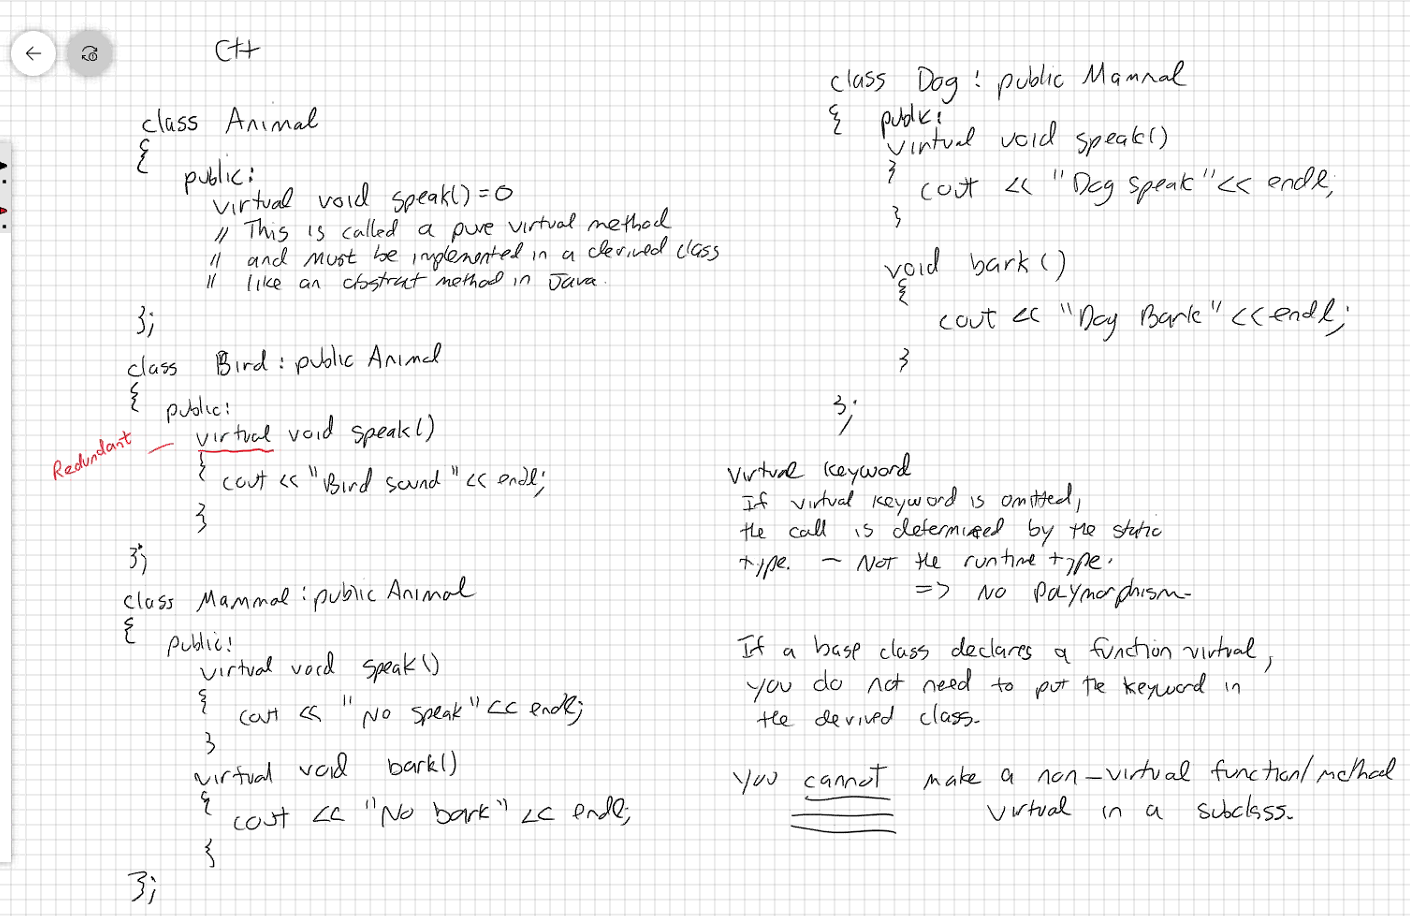 C++
class Animal
{
public:
virtual void speak() = 0
// This is called a pure virtual method
// and must be implemented in a derived class
// like an abstract method in Java.
};
class Bird : public Animal
{
public:
Redundant — virtual void speak()
{ cout << "Bird sound" << endl;
}
};
class Mammal : public Animal
{
public:
virtual void speak()
{
cout << "No speak" << endl;
}
virtual void bark()
{
cout << "No bark" << endl;
{
};
class Dog : public Mammal
{ public:
virtual void speak()
}
cout << "Dog speak" << endl;
}
void bark()
{
cout << "Dog Bark" << endl;
}
};
Virtual Keyword
If virtual keyword is omitted,
the call is determined by the static
type. — Not the runtime type.
=> No polymorphism.
If a base class declares a function virtual,
you do not need to put the keyword in
the derived class.
You cannot make a non-virtual function/method
virtual in a subclass.